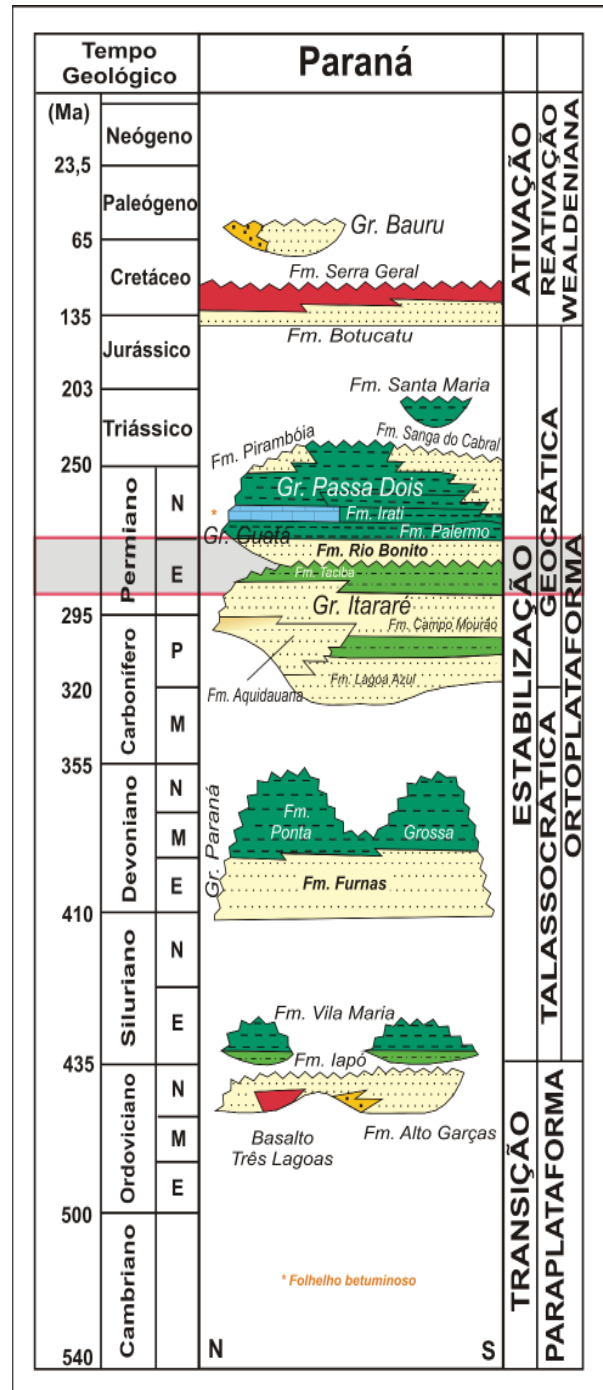 Tempo
Geológico
Paraná
(Ma)
Neógeno
23,5
Paleógeno
Gr. Bauru
65
Cretáceo
Fm. Serra Geral
135
Fm. Botucatu
Jurássico
203
Fm. Santa Maria
Triássico
Fm. Pirambóia
Fm. Sanga do Cabral
250
Permiano
N
Gr. Passa Dois
*
Fm. Irati
Gr. Guatá
Fm. Palermo
Fm. Rio Bonito
E
Fm. Taciba
Gr. Itararé
295
Fm. Campo Mourão
Carbonífero
P
Fm. Aquidauana
Fm. Lagoa Azul
320
M
355
Devoniano
N
Gr. Paraná
Fm.
Ponta
Grossa
M
E
Fm. Furnas
410
Siluriano
N
E
Fm. Vila Maria
435
Fm. Iapó
Ordoviciano
N
M
Basalto
Três Lagoas
Fm. Alto Garças
E
500
Cambriano
* Folhelho betuminoso
N
S
540
ATIVAÇÃO
REATIVAÇÃO
WEALDENIANA
ESTABILIZAÇÃO
GEOCRÁTICA
TALASSOCRÁTICA
ORTOPLATAFORMA
TRANSIÇÃO
PARAPLATAFORMA